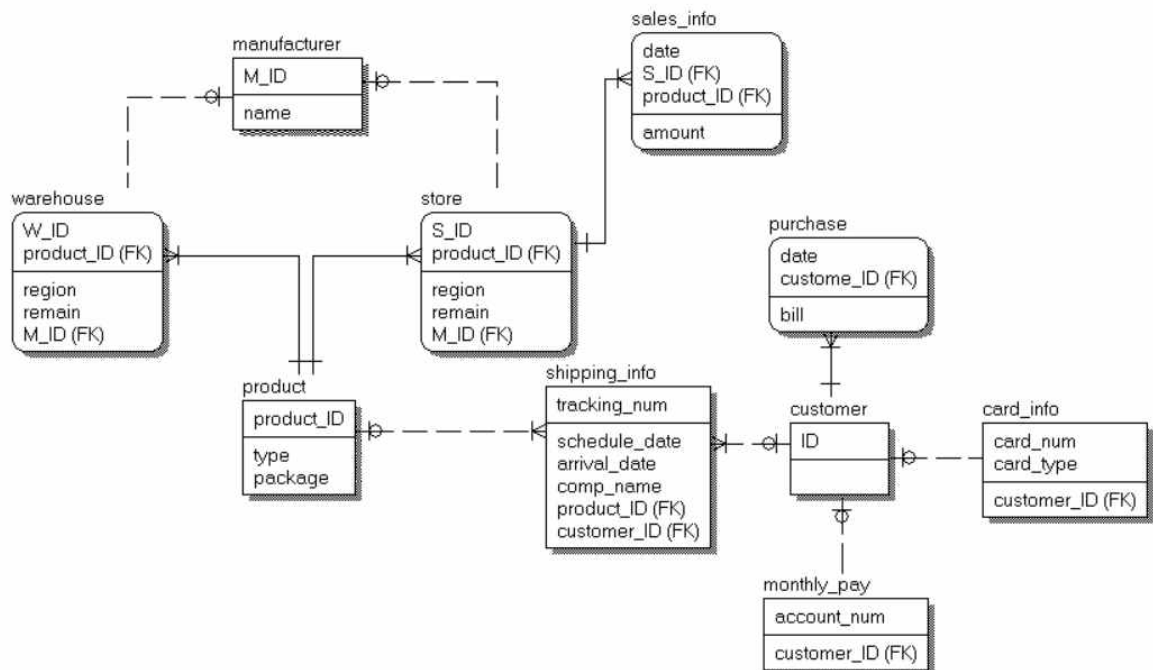 sales_info
date
S_ID (FK)
product_ID (FK)
amount
manufacturer
M_ID
name
warehouse
W_ID
product_ID (FK)
region
remain
M_ID (FK)
store
S_ID
product_ID (FK)
region
remain
M_ID (FK)
purchase
date
custome_ID (FK)
bill
product
product_ID
type
package
shipping_info
tracking_num
schedule_date
arrival_date
comp_name
product_ID (FK)
customer_ID (FK)
customer
ID
card_info
card_num
card_type
customer_ID (FK)
monthly_pay
account_num
customer_ID (FK)